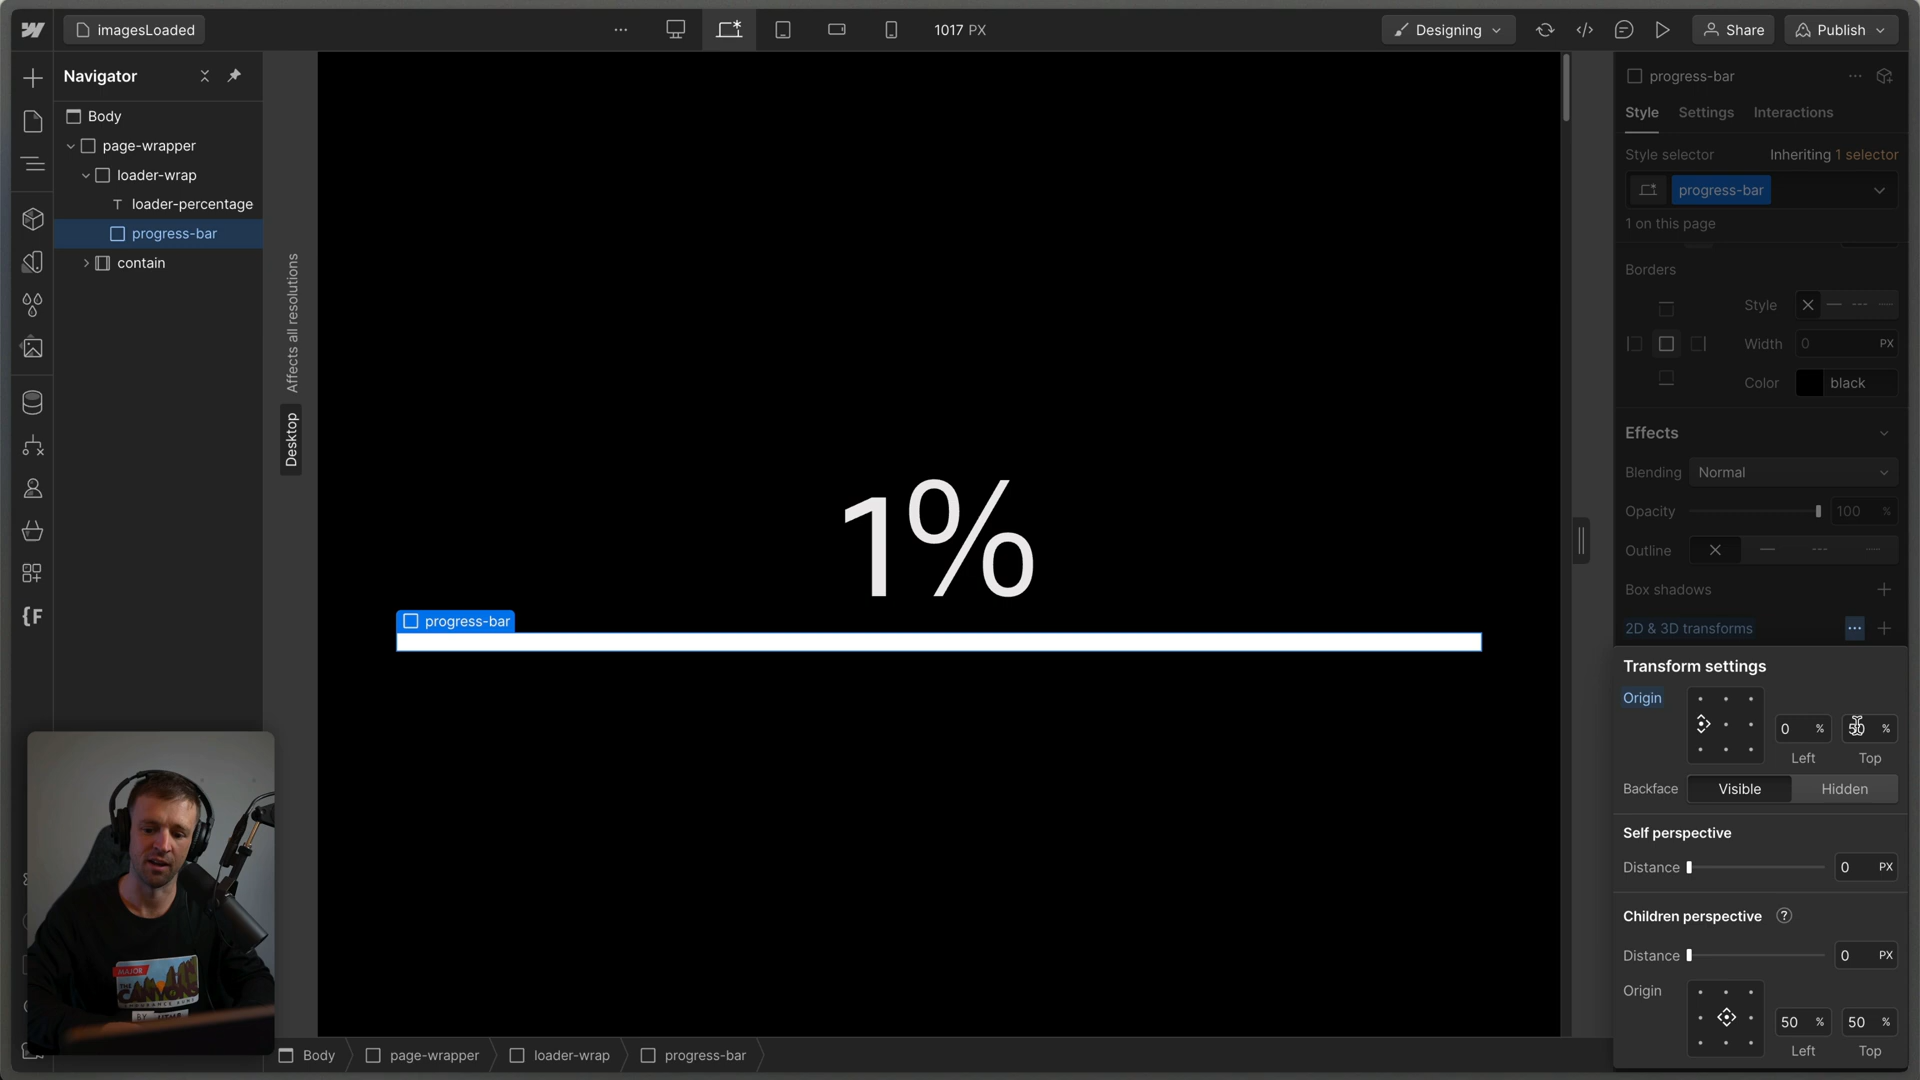 imagesLoaded
1017 PX
Designing
Share
Publish
Navigator
Body
page-wrapper
loader-wrap
loader-percentage
progress-bar
contain
Affects all resolutions
Desktop
1%
progress-bar
progress-bar
Style
Settings
Interactions
Style selector
Inheriting 1 selector
progress-bar
1 on this page
Borders
Style
Width
0
PX
Color
black
Effects
Blending
Normal
Opacity
100 %
Outline
Box shadows
2D & 3D transforms
Transform settings
Origin
0 %
50 %
Left
Top
Backface
Visible
Hidden
Self perspective
Distance
0 PX
Children perspective
Distance
0 PX
Origin
50 %
50 %
Left
Top
MAJOR
THE
CANYONS
Body
page-wrapper
loader-wrap
progress-bar